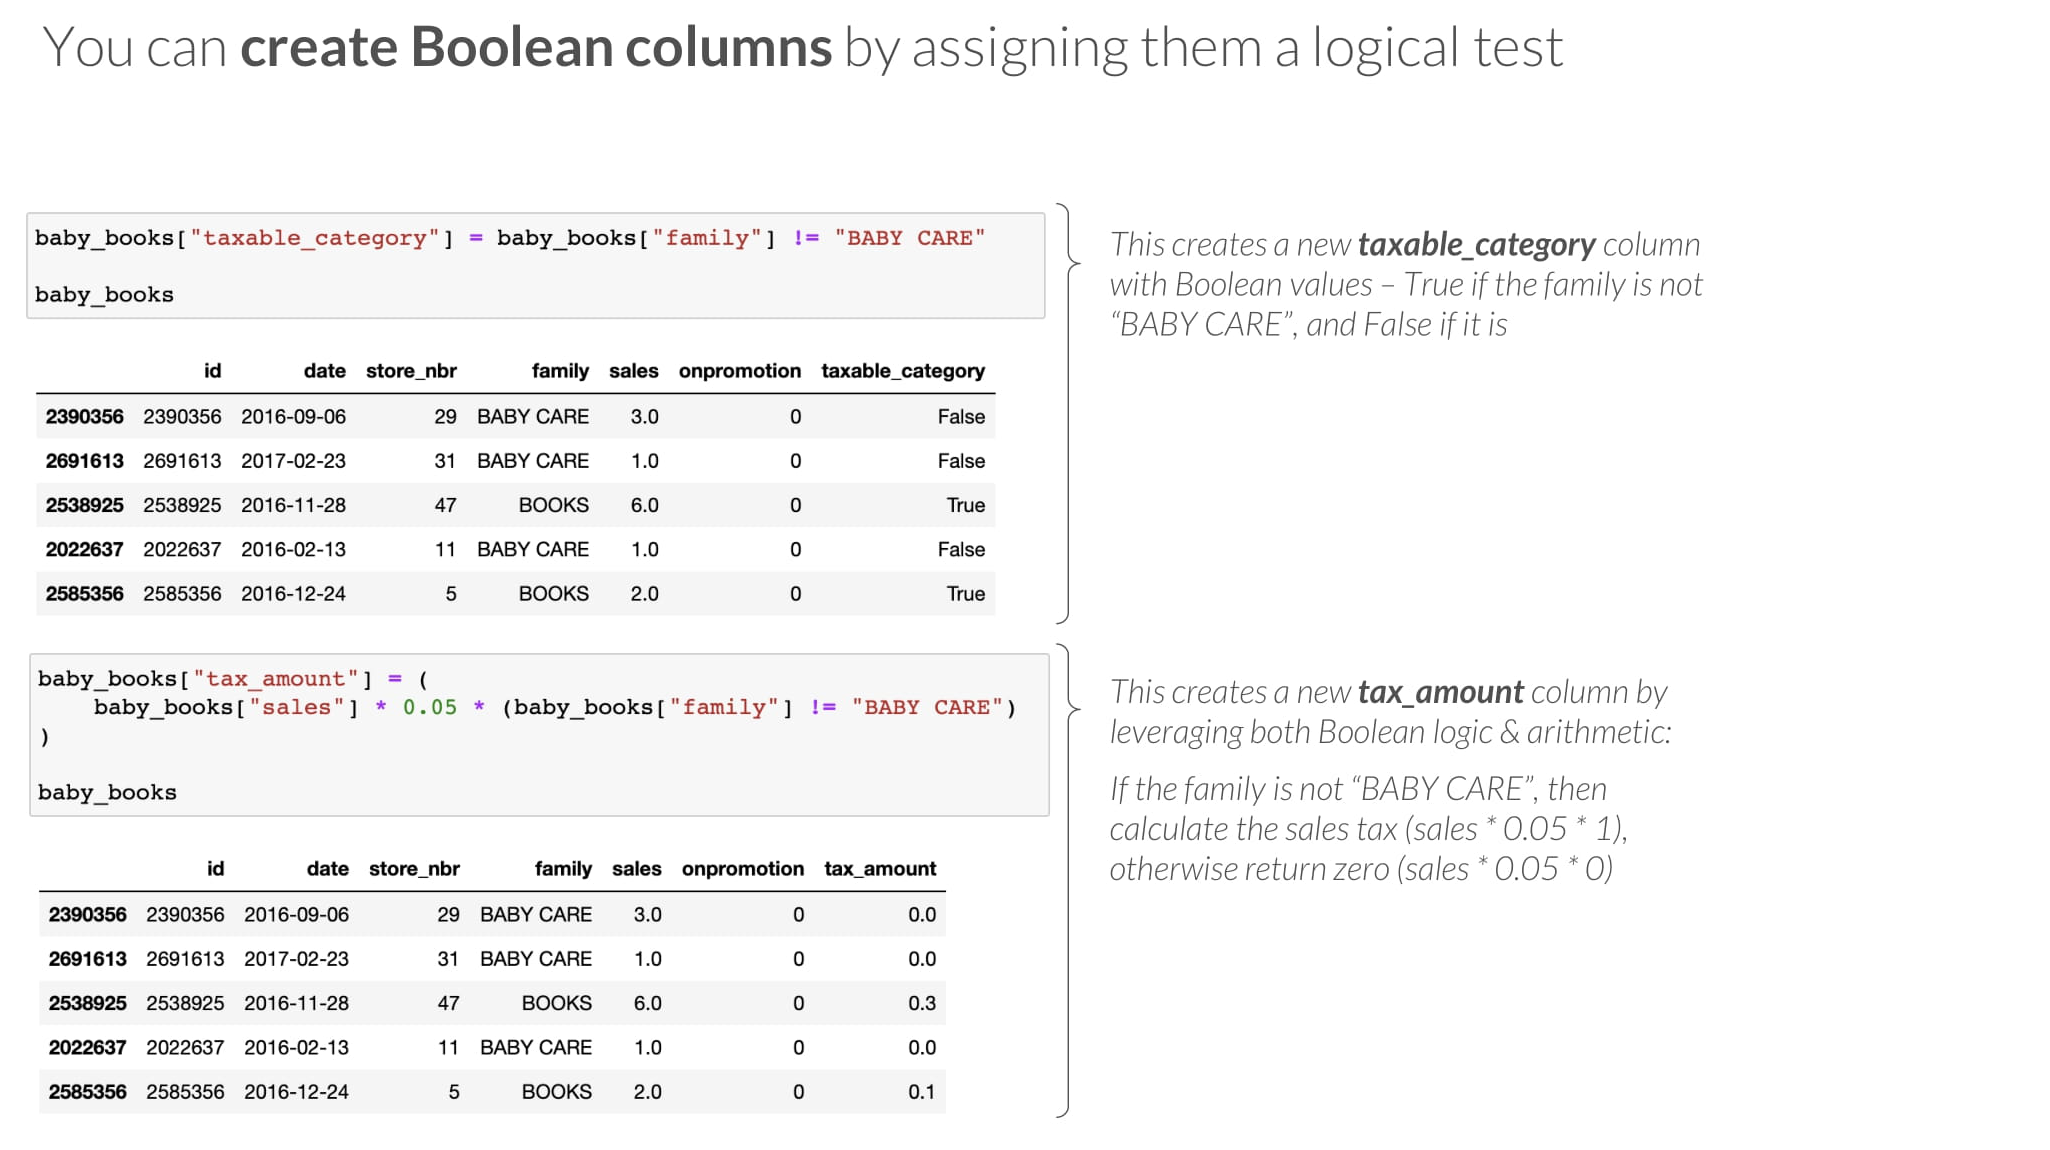 You can create Boolean columns by assigning them a logical test
baby_books["taxable_category"] = baby_books["family"] != "BABY CARE"
baby_books
This creates a new taxable_category column
with Boolean values – True if the family is not
“BABY CARE”, and False if it is
id date store_nbr family sales onpromotion taxable_category
2390356 2390356 2016-09-06 29 BABY CARE 3.0 0 False
2691613 2691613 2017-02-23 31 BABY CARE 1.0 0 False
2538925 2538925 2016-11-28 47 BOOKS 6.0 0 True
2022637 2022637 2016-02-13 11 BABY CARE 1.0 0 False
2585356 2585356 2016-12-24 5 BOOKS 2.0 0 True
baby_books["tax_amount"] = (
    baby_books["sales"] * 0.05 * (baby_books["family"] != "BABY CARE")
)
baby_books
This creates a new tax_amount column by
leveraging both Boolean logic & arithmetic:
If the family is not “BABY CARE”, then
calculate the sales tax (sales * 0.05 * 1),
otherwise return zero (sales * 0.05 * 0)
id date store_nbr family sales onpromotion tax_amount
2390356 2390356 2016-09-06 29 BABY CARE 3.0 0 0.0
2691613 2691613 2017-02-23 31 BABY CARE 1.0 0 0.0
2538925 2538925 2016-11-28 47 BOOKS 6.0 0 0.3
2022637 2022637 2016-02-13 11 BABY CARE 1.0 0 0.0
2585356 2585356 2016-12-24 5 BOOKS 2.0 0 0.1